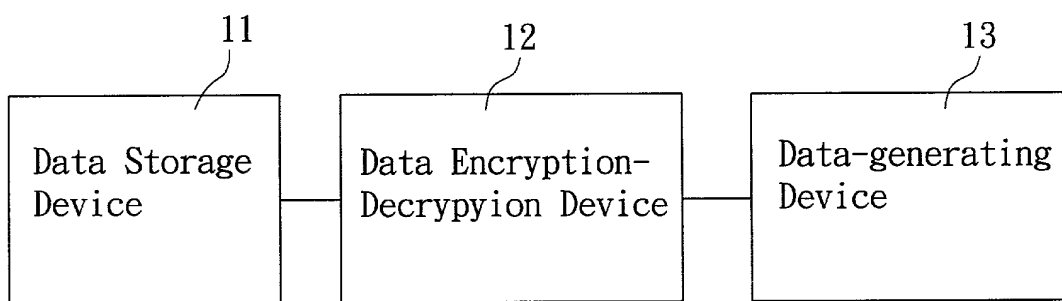 11
12
13
Data Storage
Device
Data Encryption-
Decrypyion Device
Data-generating
Device